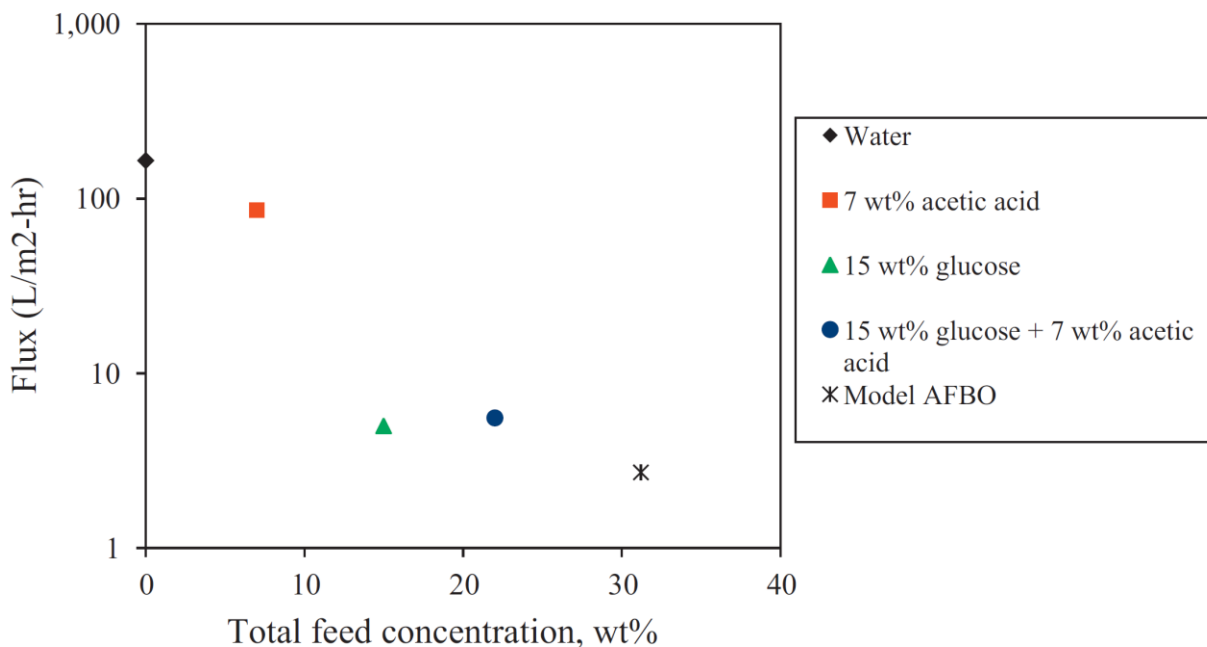 1,000
100
10
1
0
10
20
30
40
Flux (L/m2-hr)
Total feed concentration, wt%
Water
7 wt% acetic acid
15 wt% glucose
15 wt% glucose + 7 wt% acetic
acid
Model AFBO